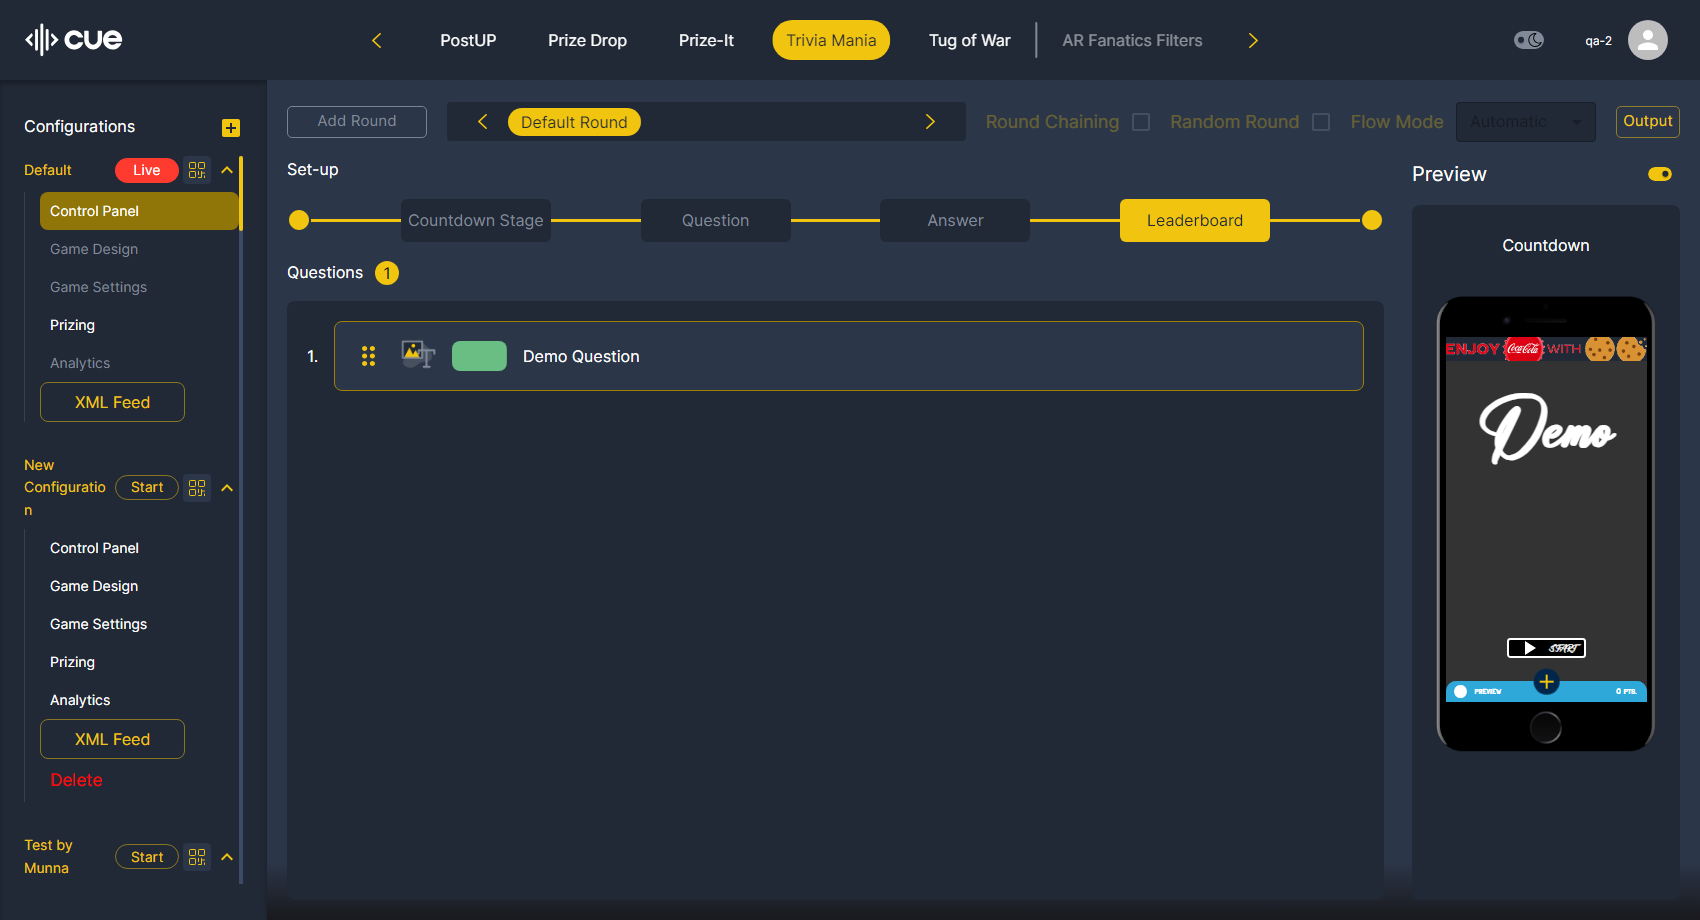 cue
PostUP
Prize Drop
Prize-It
Trivia Mania
Tug of War
AR Fanatics Filters
qa-2
Configurations
Default
Live
Control Panel
Game Design
Game Settings
Prizing
Analytics
XML Feed
New
Configuratio
n
Start
Control Panel
Game Design
Game Settings
Prizing
Analytics
XML Feed
Delete
Test by
Munna
Start
Add Round
Default Round
Round Chaining
Random Round
Flow Mode
Automatic
Output
Set-up
Countdown Stage
Question
Answer
Leaderboard
Questions
1
1.
Demo Question
Preview
Countdown
ENJOY Coca-Cola WITH
Demo
START
PREVIEW
0 PTS.